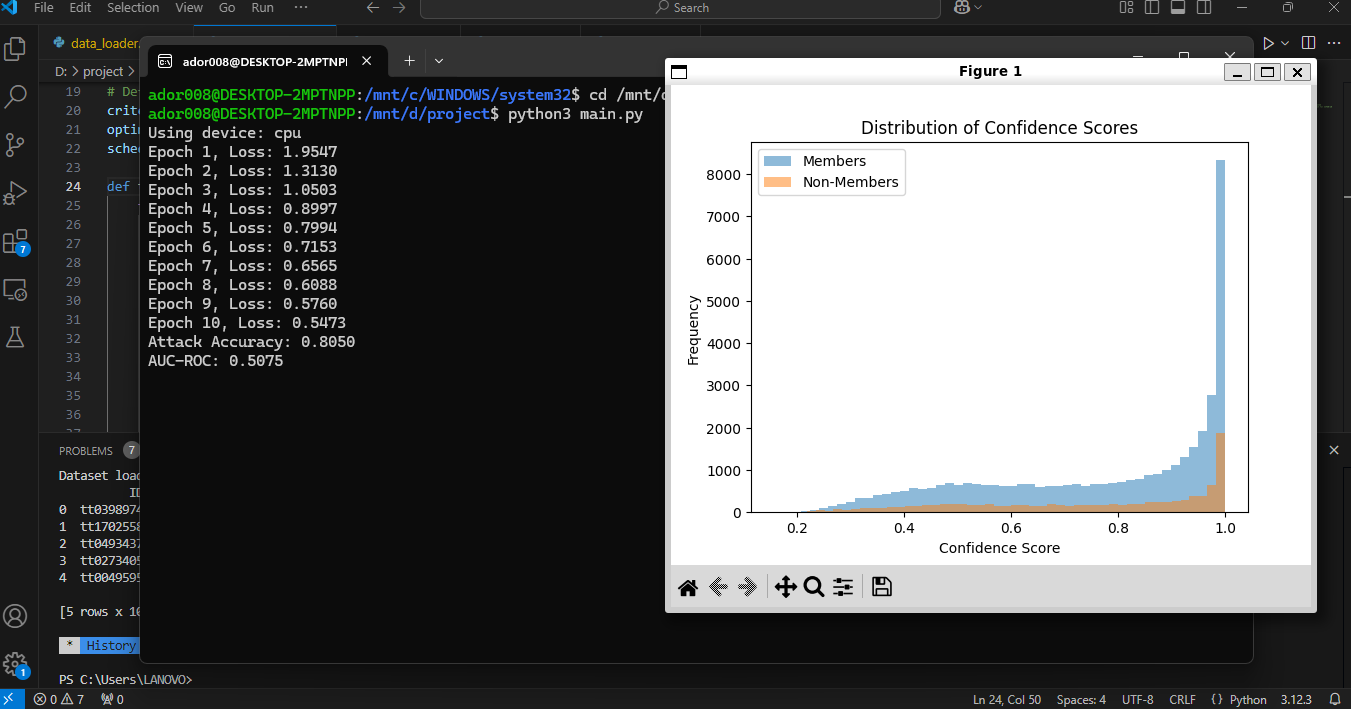 File Edit Selection View Go Run ··· Search
data_loader.
D: > project >
19 # De
20 crite
21 optim
22 sched
23
24 def t
25
26
27
28
29
30
31
32
33
34
35
36
37
ador008@DESKTOP-2MPTNPP
ador008@DESKTOP-2MPTNPP:/mnt/c/WINDOWS/system32$ cd /mnt/d
ador008@DESKTOP-2MPTNPP:/mnt/d/project$ python3 main.py
Using device: cpu
Epoch 1, Loss: 1.9547
Epoch 2, Loss: 1.3130
Epoch 3, Loss: 1.0503
Epoch 4, Loss: 0.8997
Epoch 5, Loss: 0.7994
Epoch 6, Loss: 0.7153
Epoch 7, Loss: 0.6565
Epoch 8, Loss: 0.6088
Epoch 9, Loss: 0.5760
Epoch 10, Loss: 0.5473
Attack Accuracy: 0.8050
AUC-ROC: 0.5075
Figure 1
Distribution of Confidence Scores
Members
Non-Members
8000
7000
6000
5000
4000
3000
2000
1000
0
Frequency
0.2 0.4 0.6 0.8 1.0
Confidence Score
7
PROBLEMS 7
Dataset load
ID
0 tt0398974
1 tt1702558
2 tt0493437
3 tt0273405
4 tt0049595
[5 rows x 10
* History
PS C:\Users\LANOVO>
1
0 7 0 Ln 24, Col 50 Spaces: 4 UTF-8 CRLF {} Python 3.12.3